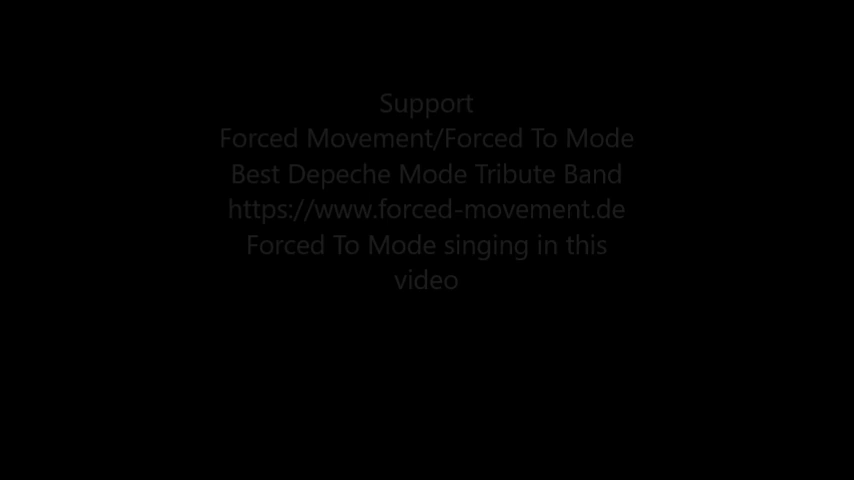 Support
Forced Movement/Forced To Mode
Best Depeche Mode Tribute Band
https://www.forced-movement.de
Forced To Mode singing in this
video